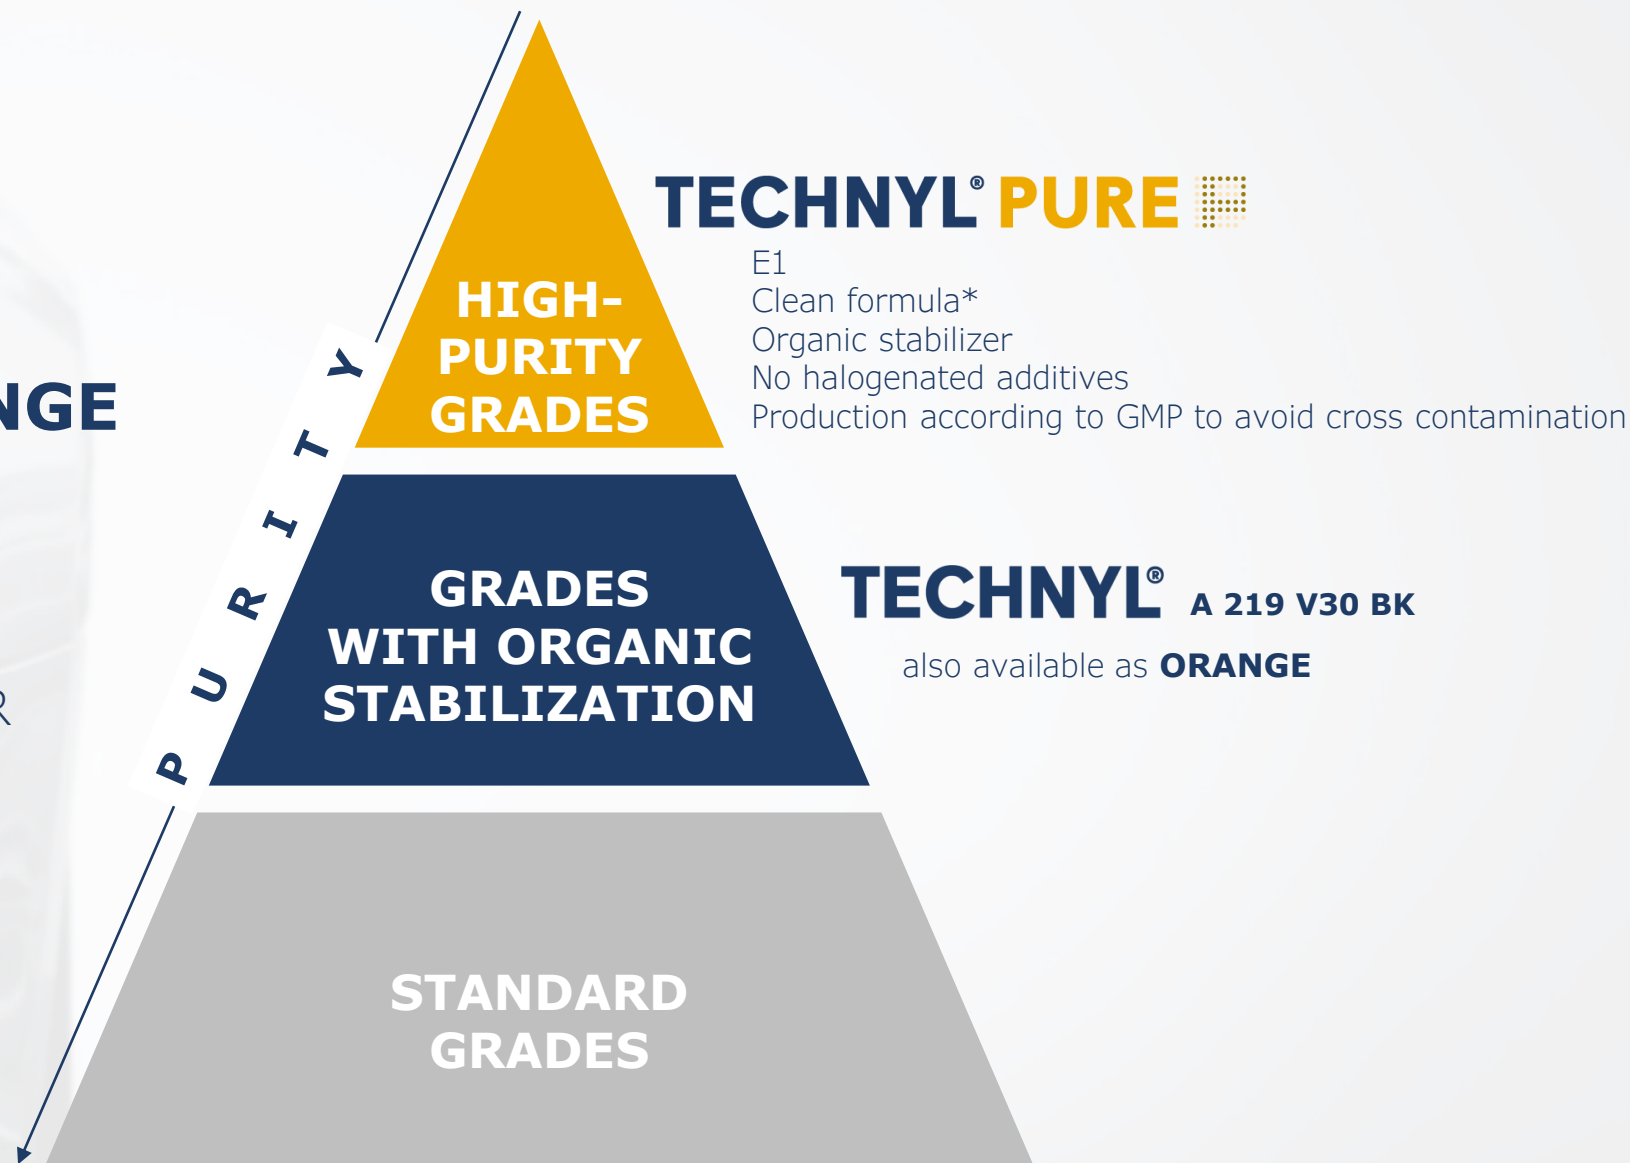 TECHNYL® PURE
E1
Clean formula*
Organic stabilizer
No halogenated additives
Production according to GMP to avoid cross contamination
HIGH-
PURITY
GRADES
PURITY
GRADES
WITH ORGANIC
STABILIZATION
TECHNYL® A 219 V30 BK
also available as ORANGE
STANDARD
GRADES